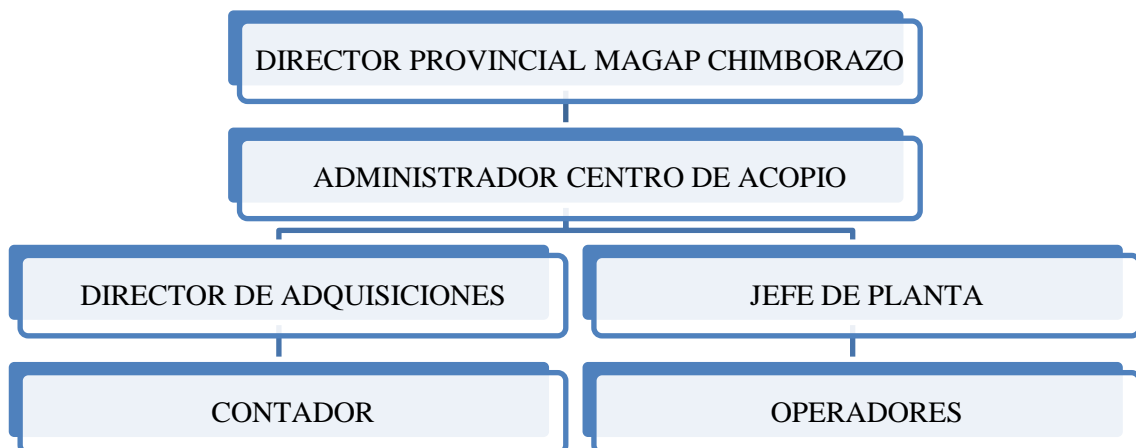 DIRECTOR PROVINCIAL MAGAP CHIMBORAZO
ADMINISTRADOR CENTRO DE ACOPIO
DIRECTOR DE ADQUISICIONES
JEFE DE PLANTA
CONTADOR
OPERADORES